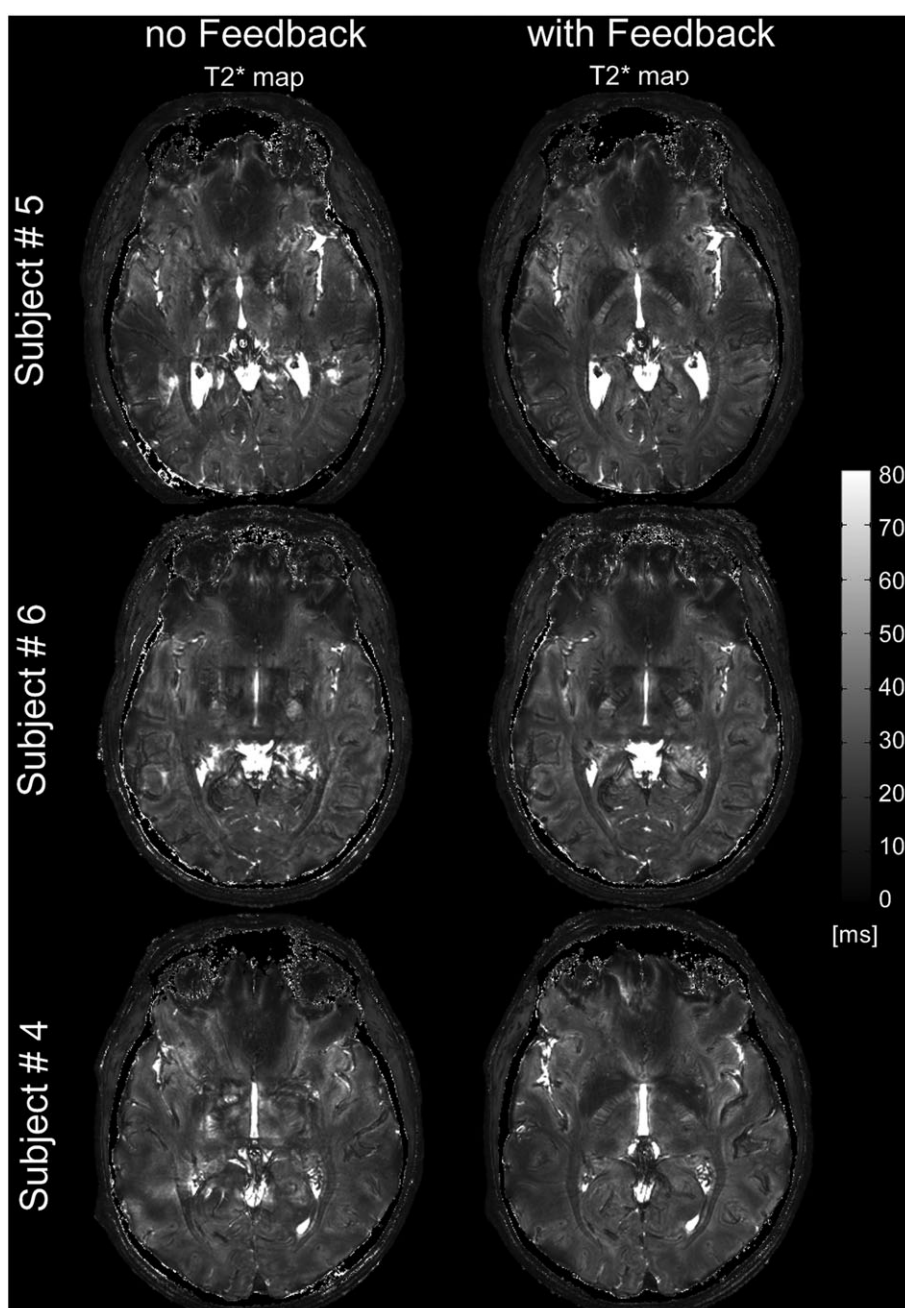 no Feedback
with Feedback
T2* map
T2* map
Subject # 5
Subject # 6
Subject # 4
80
70
60
50
40
30
20
10
0
[ms]